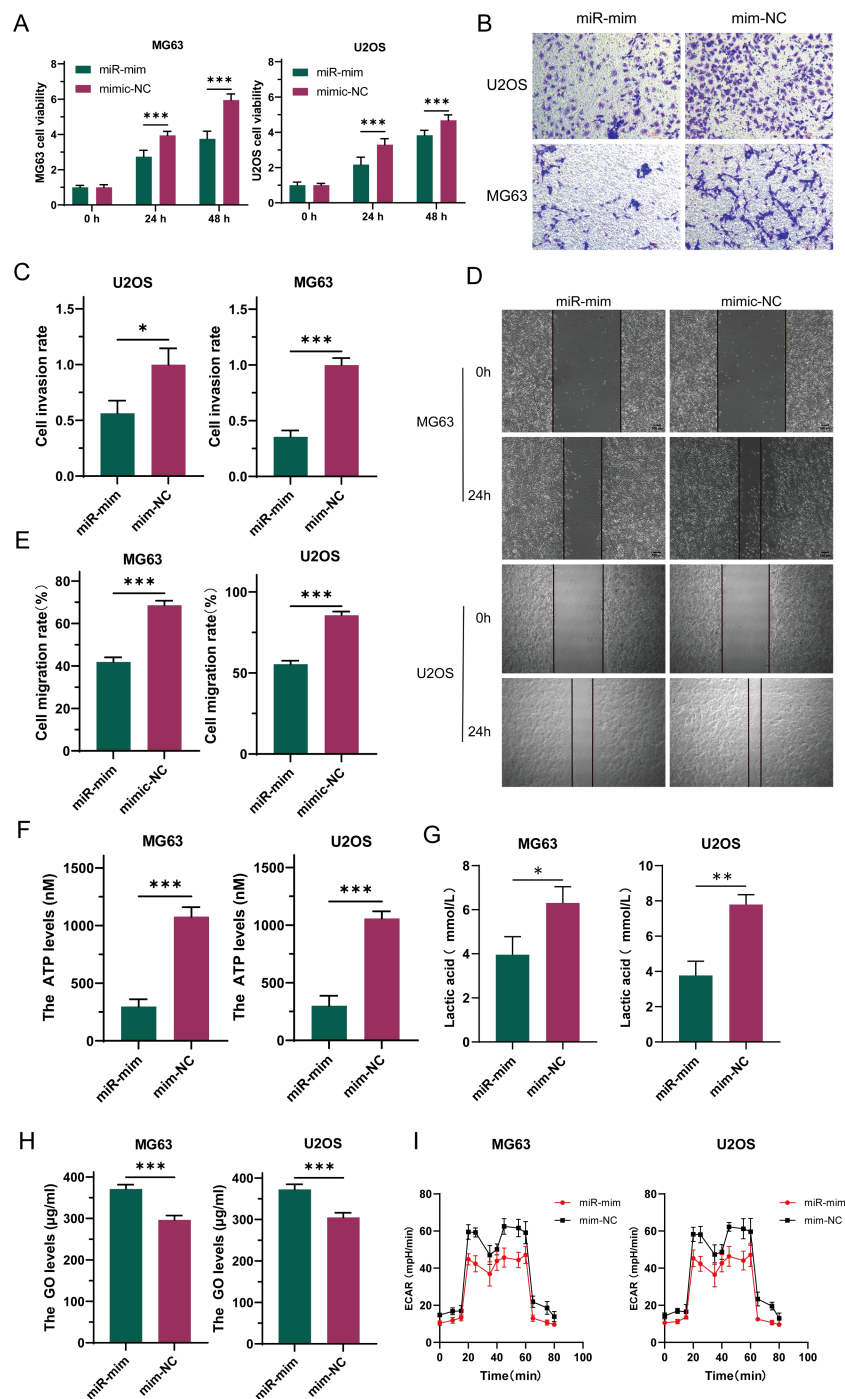 A
MG63
miR-mim
mimic-NC
MG63 cell viability
8
6
4
2
0
***
***
0 h
24 h
48 h
U2OS
miR-mim
mimic-NC
U2OS cell viability
8
6
4
2
0
***
***
0 h
24 h
48 h
B
miR-mim
mim-NC
U2OS
MG63
C
U2OS
Cell invasion rate
1.5
1.0
0.5
0.0
*
miR-mim
mim-NC
MG63
Cell invasion rate
1.5
1.0
0.5
0.0
***
miR-mim
mim-NC
D
miR-mim
mimic-NC
MG63
0h
24h
U2OS
0h
24h
E
MG63
Cell migration rate(%)
80
60
40
20
0
***
miR-mim
mimic-NC
U2OS
Cell migration rate(%)
100
50
0
***
miR-mim
mim-NC
F
MG63
The ATP levels (nM)
1500
1000
500
0
***
miR-mim
mim-NC
U2OS
The ATP levels (nM)
1500
1000
500
0
***
miR-mim
mim-NC
G
MG63
Lactic acid( mmol/L)
8
6
4
2
0
*
miR-mim
mim-NC
U2OS
Lactic acid( mmol/L)
8
6
4
2
0
**
miR-mim
mim-NC
H
MG63
The GO levels (μg/ml)
400
300
200
100
0
***
miR-mim
mim-NC
U2OS
The GO levels (μg/ml)
400
300
200
100
0
***
miR-mim
mim-NC
I
MG63
miR-mim
mim-NC
ECAR (mpH/min)
80
60
40
20
0
0
20
40
60
80
100
Time(min)
U2OS
miR-mim
mim-NC
ECAR (mpH/min)
80
60
40
20
0
0
20
40
60
80
100
Time(min)